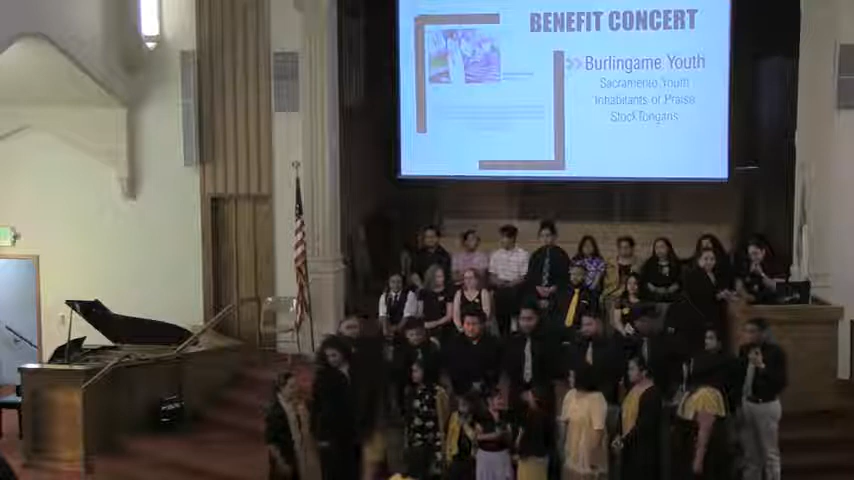 BENEFIT CONCERT
Burlingame Youth
Sacramento Youth
Inhabitants of Praise
StockTongans